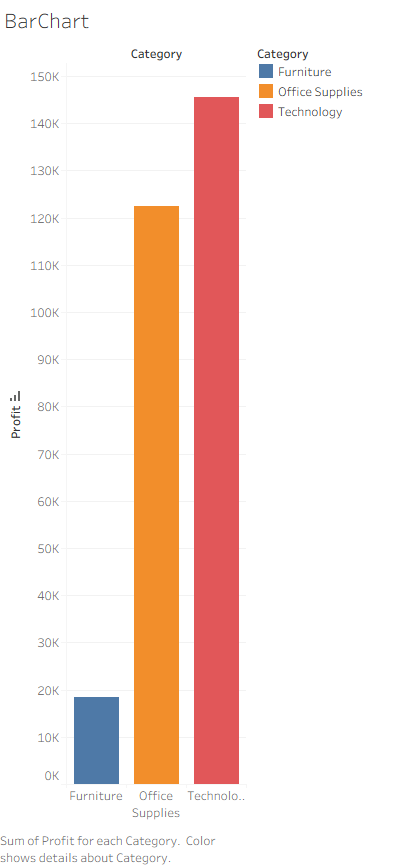 BarChart
Category
Category
Furniture
Office Supplies
Technology
150K
140K
130K
120K
110K
100K
90K
80K
70K
60K
50K
40K
30K
20K
10K
0K
Profit
Furniture
Office
Supplies
Technolo..
Sum of Profit for each Category.  Color
shows details about Category.